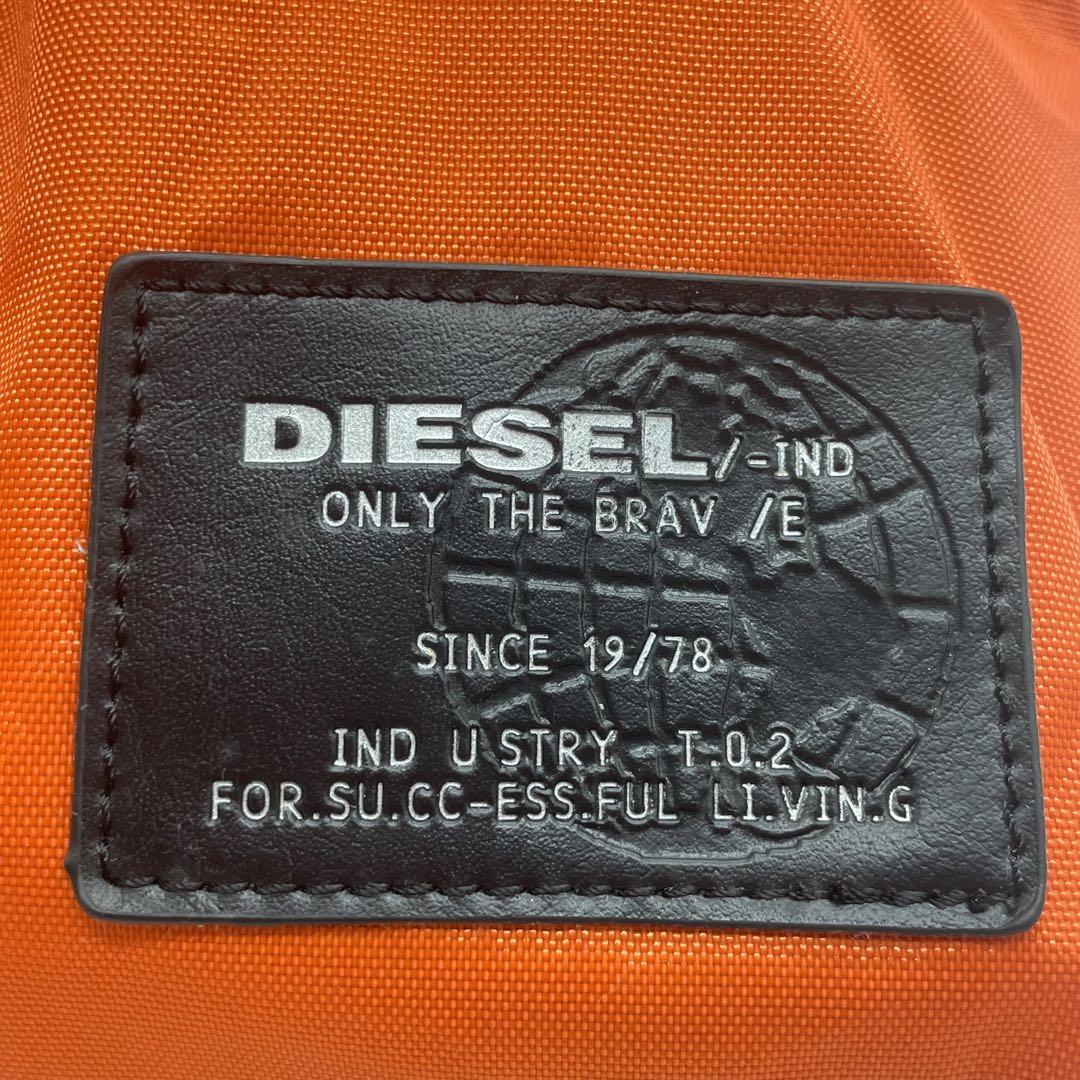 DIESEL/-IND
ONLY THE BRAV /E
SINCE 19/78
IND U STRY T.0.2
FOR.SU.CC-ESS.FUL LI.VIN.G